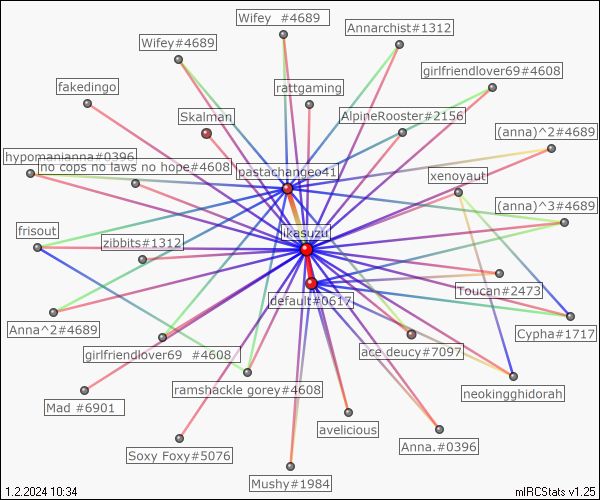 Wifey  #4689
Annarchist#1312
Wifey#4689
girlfriendlover69#4608
fakedingo
rattgaming
Skalman
AlpineRooster#2156
(anna)^2#4689
hypomanianna#0396
no cops no laws no hope#4608
pastachangeo41
xenoyaut
(anna)^3#4689
frisout
ikasuzu
zibbits#1312
Toucan#2473
default#0617
Anna^2#4689
Cypha#1717
girlfriendlover69  #4608
ace deucy#7097
ramshackle gorey#4608
neokingghidorah
Mad #6901
avelicious
Anna.#0396
Soxy Foxy#5076
Mushy#1984
1.2.2024 10:34
mIRCStats v1.25